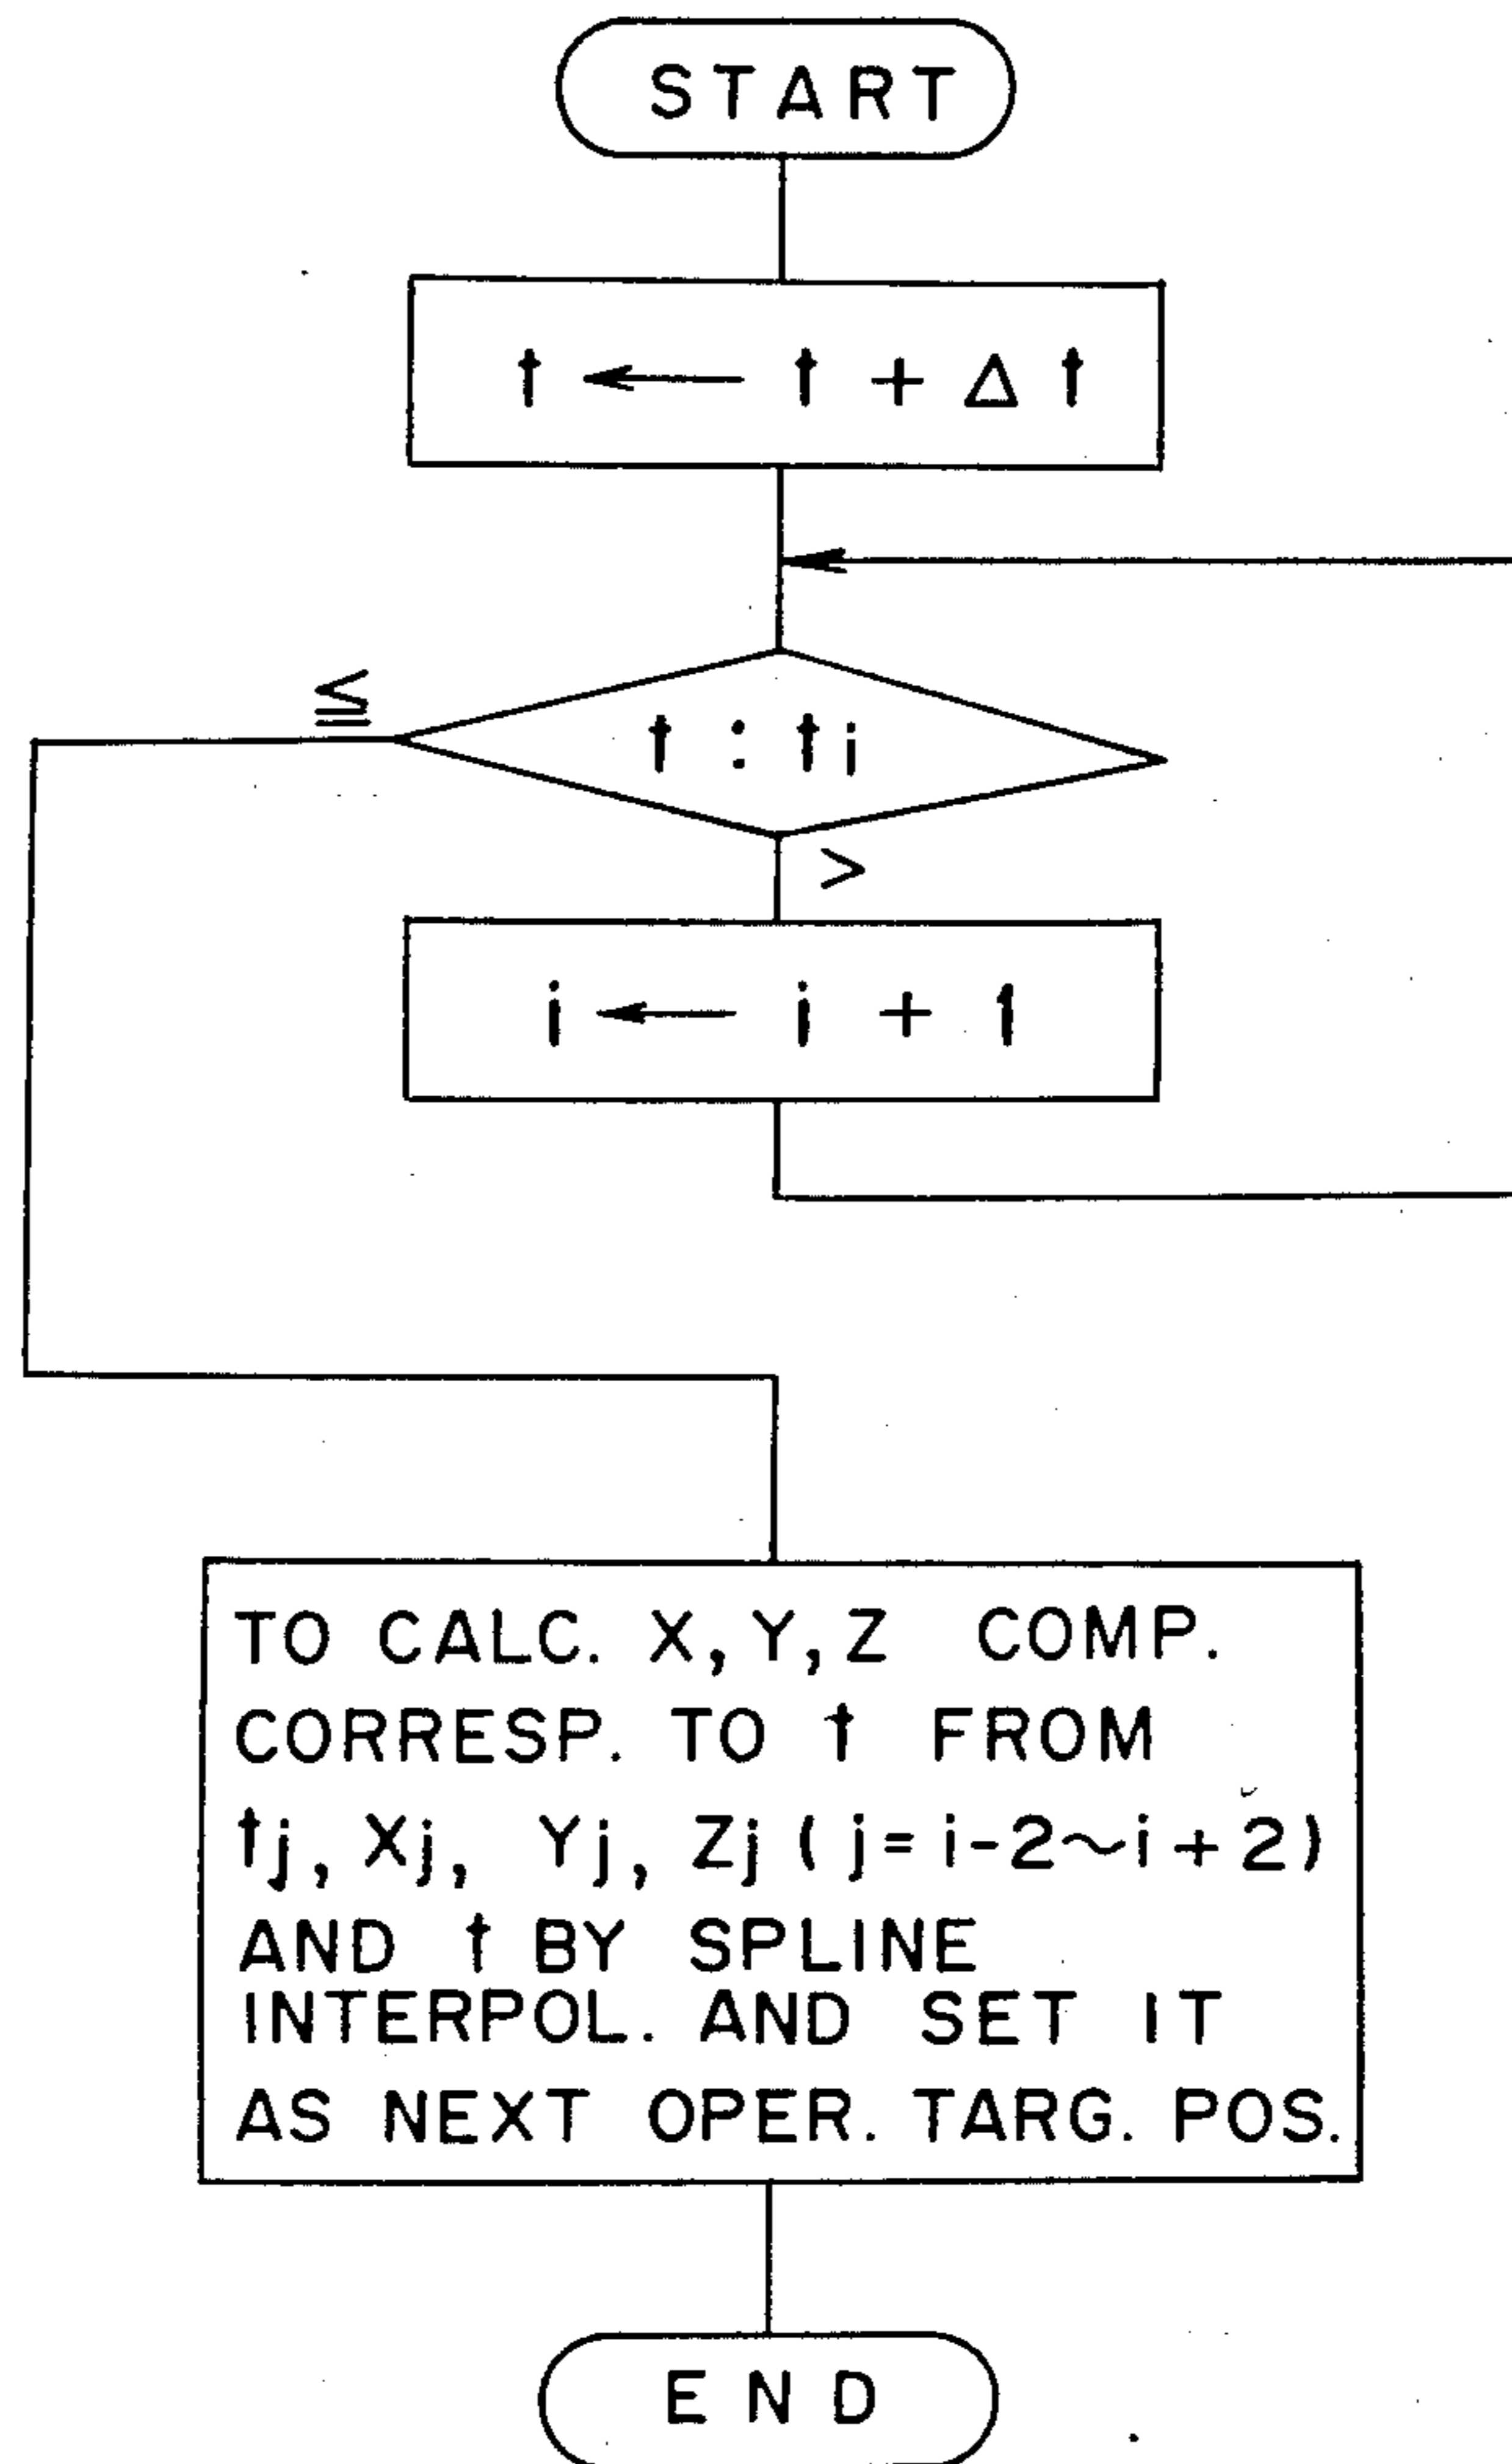 START
t ← t + Δ t
≦
t : ti
>
i ← i + 1
TO CALC. X, Y, Z COMP.
CORRESP. TO t FROM
tj, Xj, Yj, Zj ( j= i-2~i+2)
AND t BY SPLINE
INTERPOL. AND SET IT
AS NEXT OPER. TARG. POS.
END